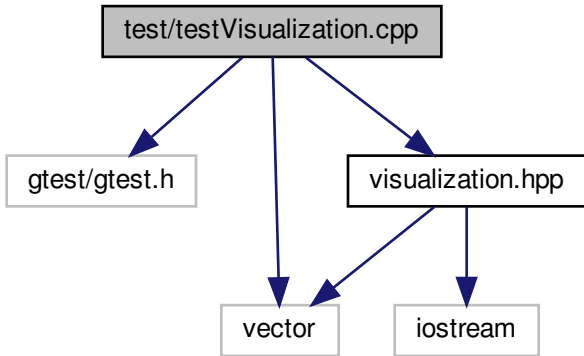 test/testVisualization.cpp
gtest/gtest.h
visualization.hpp
vector
iostream